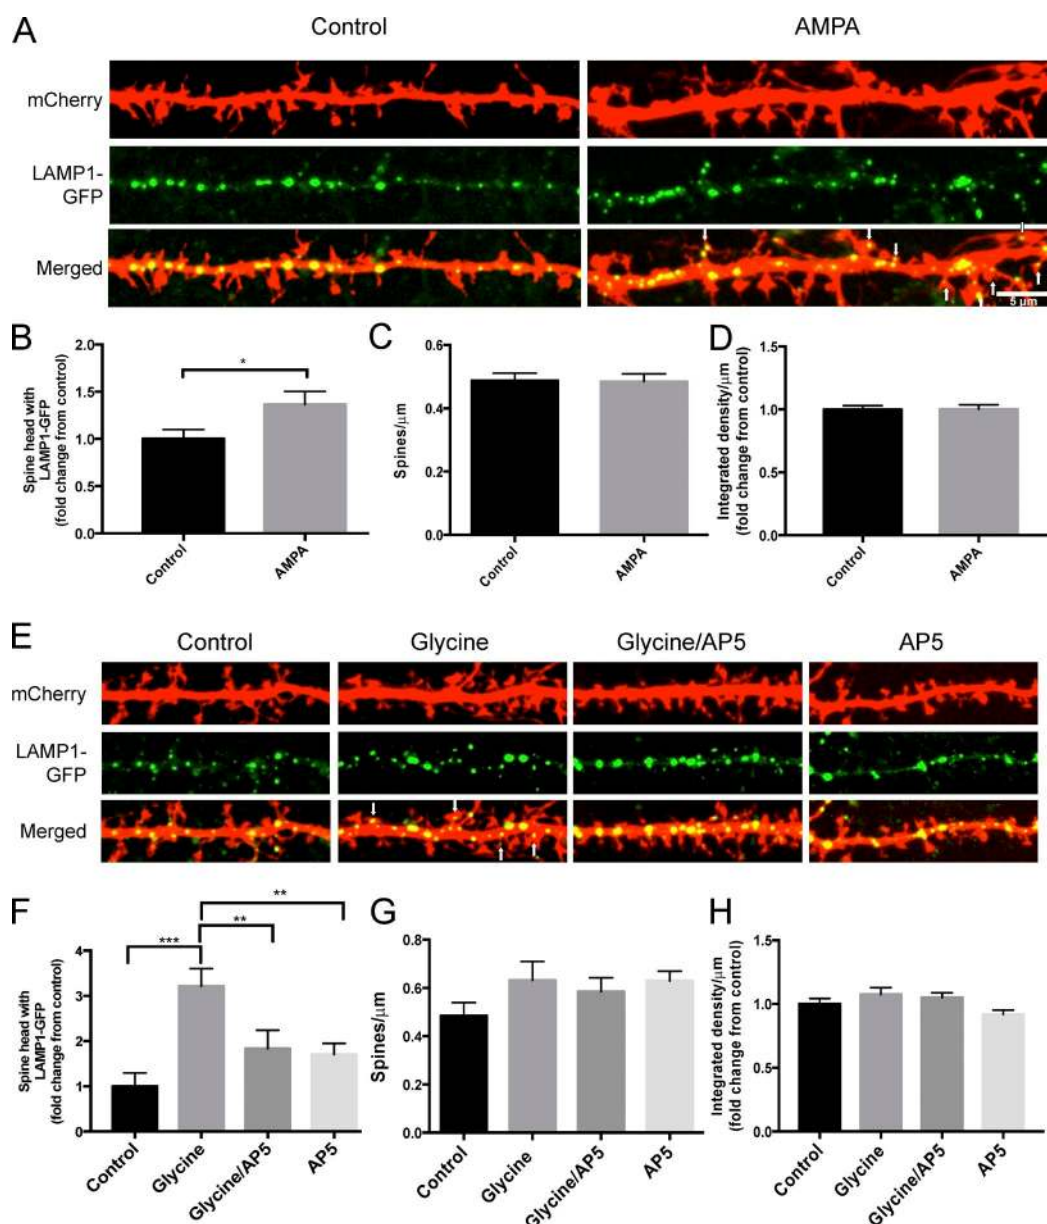 A
Control
AMPA
mCherry
LAMP1-
GFP
Merged
5 µm
B
Spine head with
LAMP1-GFP
(fold change from control)
2.0
1.5
1.0
0.5
0.0
*
Control
AMPA
C
Spines/µm
0.6
0.4
0.2
0.0
Control
AMPA
D
Integrated density/µm
(fold change from control)
1.5
1.0
0.5
0.0
Control
AMPA
E
Control
Glycine
Glycine/AP5
AP5
mCherry
LAMP1-
GFP
Merged
F
Spine head with
LAMP1-GFP
(fold change from control)
4
3
2
1
0
***
**
**
Control
Glycine
Glycine/AP5
AP5
G
Spines/µm
0.8
0.6
0.4
0.2
0.0
Control
Glycine
Glycine/AP5
AP5
H
Integrated density/µm
(fold change from control)
1.5
1.0
0.5
0.0
Control
Glycine
Glycine/AP5
AP5